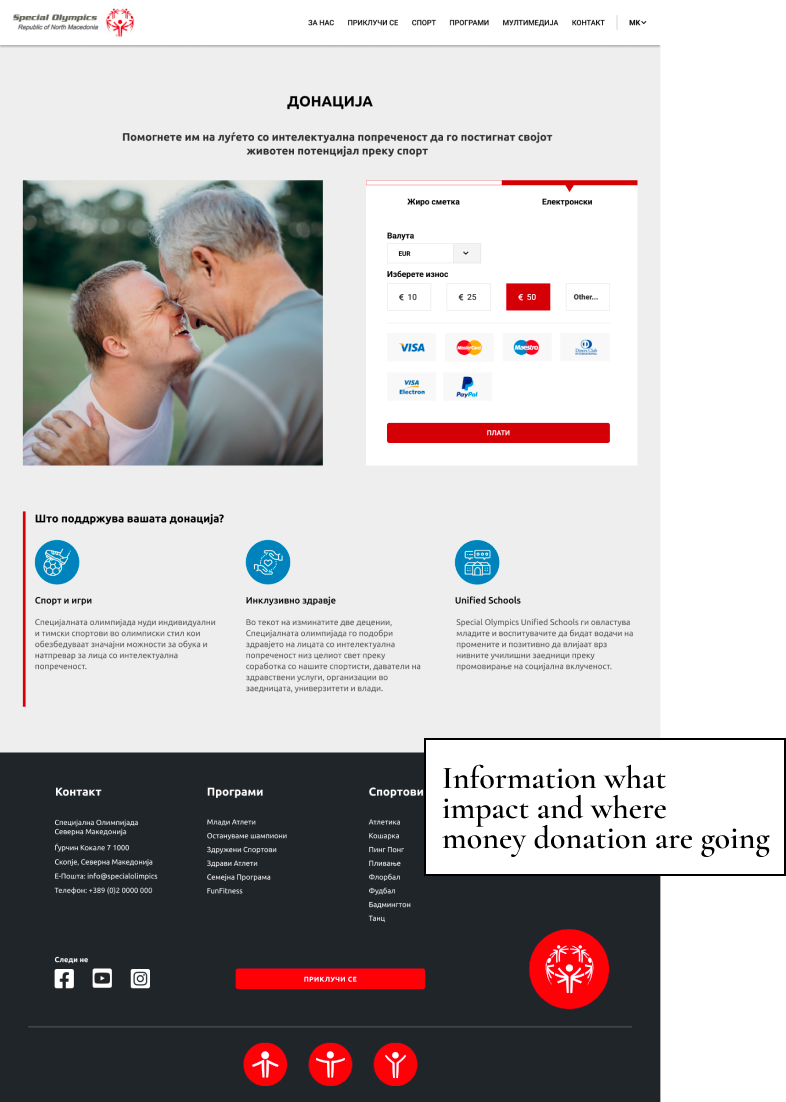 Special Olympics
Republic of North Macedonia
ЗА НАС ПРИКЛУЧИ СЕ СПОРТ ПРОГРАМИ МУЛТИМЕДИЈА КОНТАКТ МК
ДОНАЦИЈА
Помогнете им на луѓето со интелектуална попреченост да го постигнат својот
животен потенцијал преку спорт
Жиро сметка Електронски
Валута
EUR
Изберете износ
€ 10 € 25 € 50 Other...
VISA MasterCard Maestro Diners Club INTERNATIONAL
VISA Electron PayPal
ПЛАТИ
Што поддржува вашата донација?
Спорт и игри
Специјалната олимпијада нуди индивидуални
и тимски спортови во олимписки стил кои
обезбедуваат значајни можности за обука и
натпревар за лица со интелектуална
попреченост.
Инклузивно здравје
Во текот на изминатите две децении,
Специјалната олимпијада го подобри
здравјето на лицата со интелектуална
попреченост низ целиот свет преку
соработка со нашите спортисти, даватели на
здравствени услуги, организации во
заедницата, универзитети и влади.
Unified Schools
Special Olympics Unified Schools ги овластува
младите и воспитувачите да бидат водачи на
промените и позитивно да влијаат врз
нивните училишни заедници преку
промовирање на социјална вклученост.
Information what
impact and where
money donation are going
Контакт
Специјална Олимпијада
Северна Македонија
Ѓурчин Кокале 7 1000
Скопје, Северна Македонија
Е-Пошта: info@specialolimpics
Телефон: +389 (0)2 0000 000
Програми
Млади Атлети
Остануваме шампиони
Здружени Спортови
Здрави Атлети
Семејна Програма
FunFitness
Спортови
Атлетика
Кошарка
Пинг Понг
Пливање
Флорбал
Фудбал
Бадминтон
Танц
Следи не
ПРИКЛУЧИ СЕ